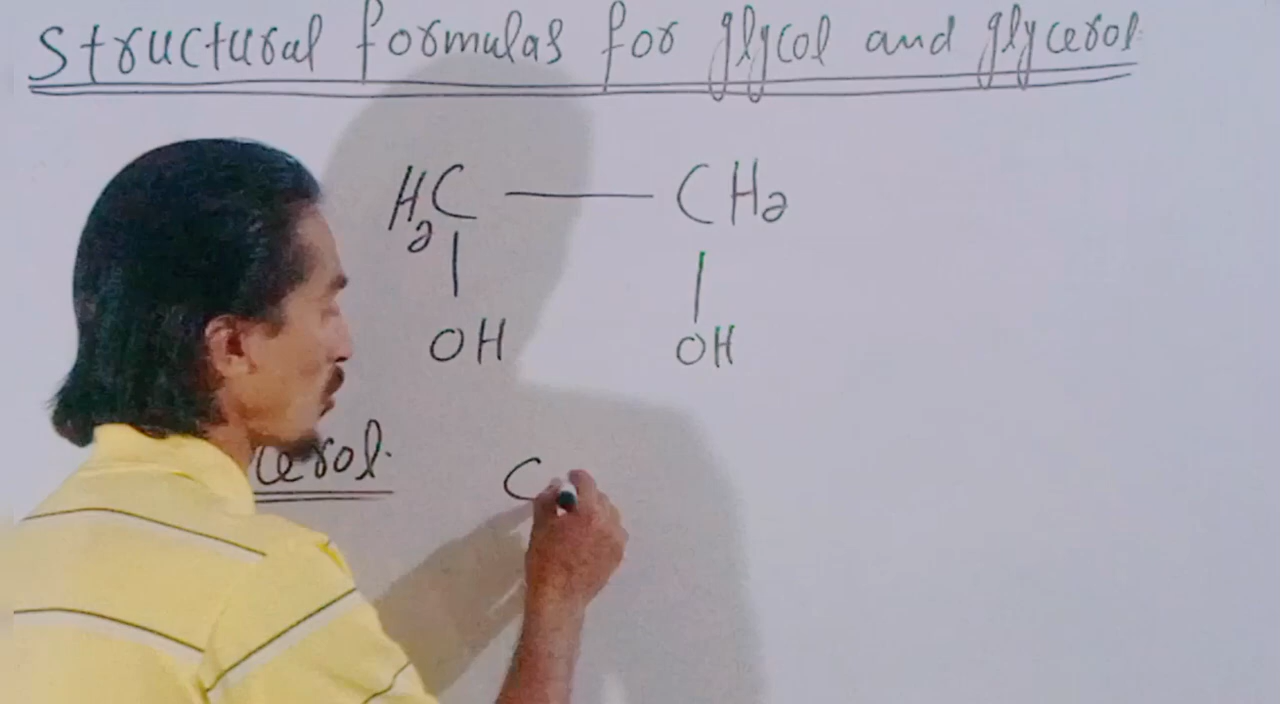 Structural formulas for glycol and glycerol.
H2C — CH2
| |
OH OH
cerol. C